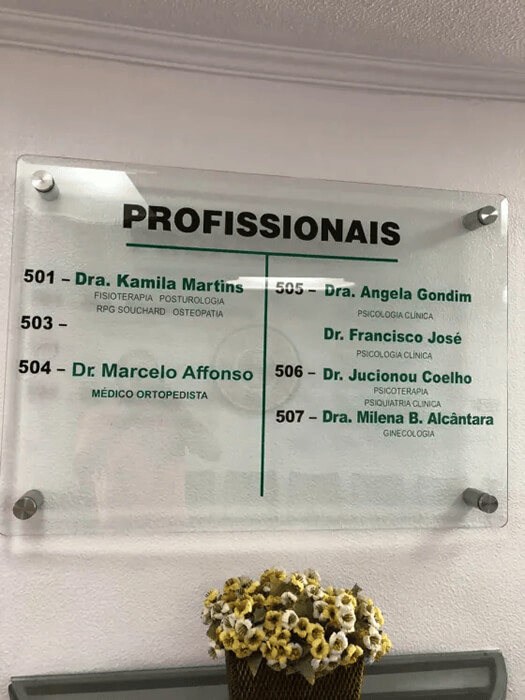 PROFISSIONAIS
501 – Dra. Kamila Martins
FISIOTERAPIA POSTUROLOGIA
RPG SOUCHARD OSTEOPATIA
503 –
504 – Dr. Marcelo Affonso
MÉDICO ORTOPEDISTA
505 – Dra. Angela Gondim
PSICOLOGIA CLÍNICA
Dr. Francisco José
PSICOLOGIA CLÍNICA
506 – Dr. Jucionou Coelho
PSICOTERAPIA
PSIQUIATRIA CLÍNICA
507 – Dra. Milena B. Alcântara
GINECOLOGIA